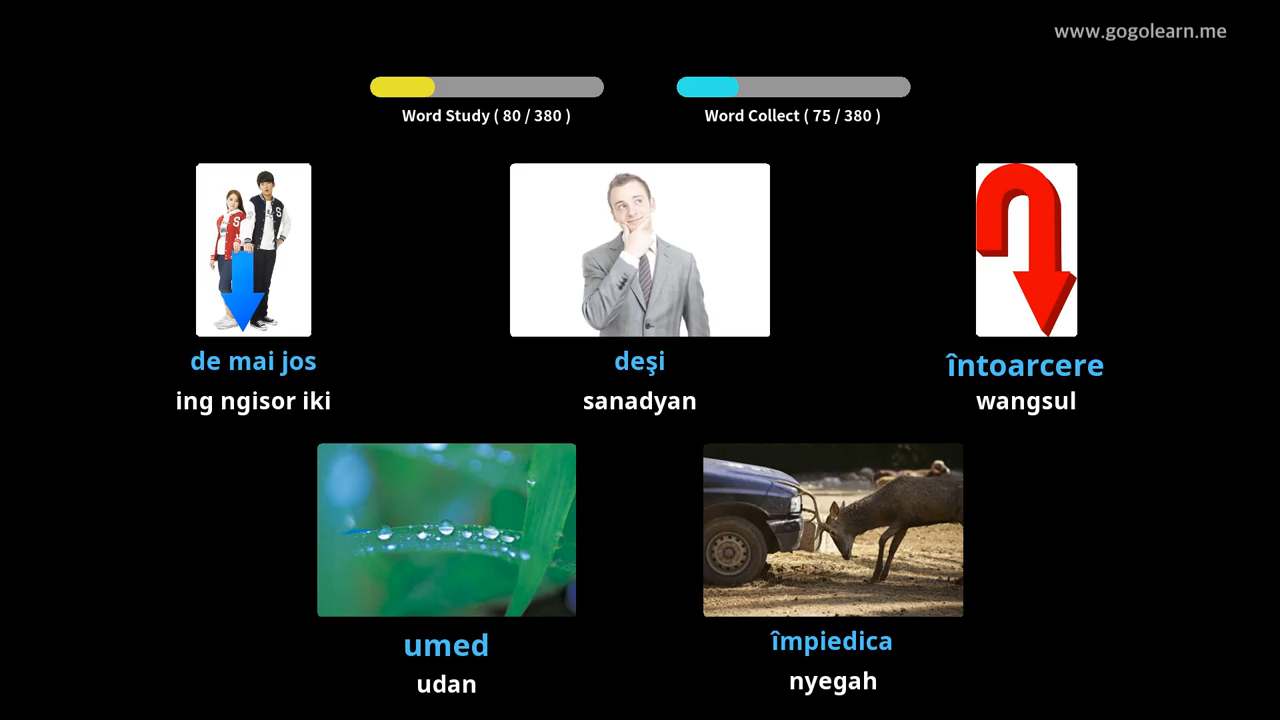 www.gogolearn.me
Word Study ( 80 / 380 )
Word Collect ( 75 / 380 )
de mai jos
ing ngisor iki
deşi
sanadyan
întoarcere
wangsul
umed
udan
împiedica
nyegah